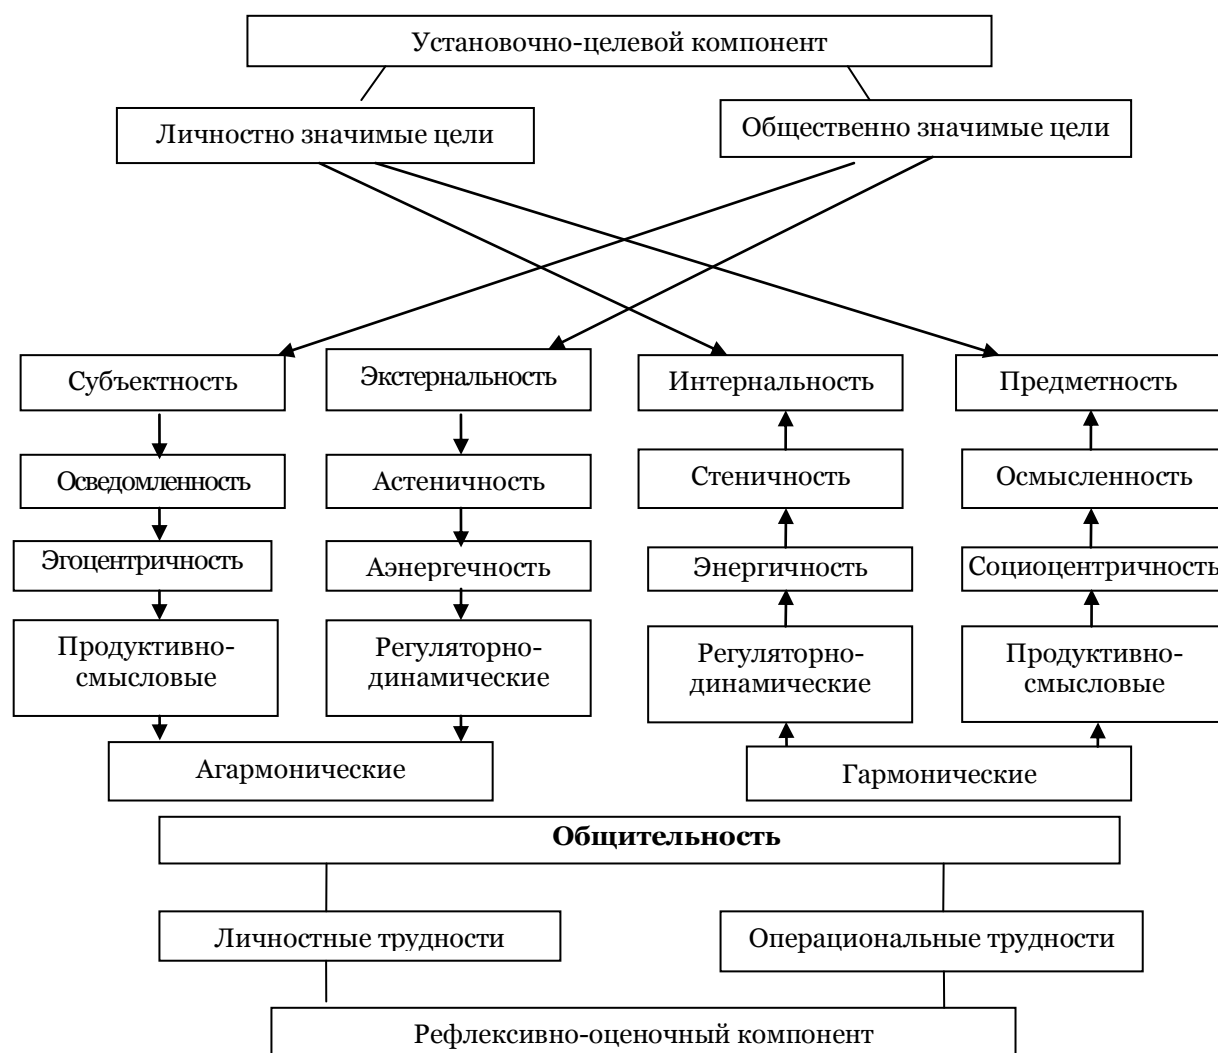 Установочно-целевой компонент
Личностно значимые цели
Общественно значимые цели
Субъектность
Экстернальность
Интернальность
Предметность
Осведомленность
Астеничность
Стеничность
Осмысленность
Эгоцентричность
Аэнергечность
Энергичность
Социоцентричность
Продуктивно-
смысловые
Регуляторно-
динамические
Регуляторно-
динамические
Продуктивно-
смысловые
Агармонические
Гармонические
Общительность
Личностные трудности
Операциональные трудности
Рефлексивно-оценочный компонент